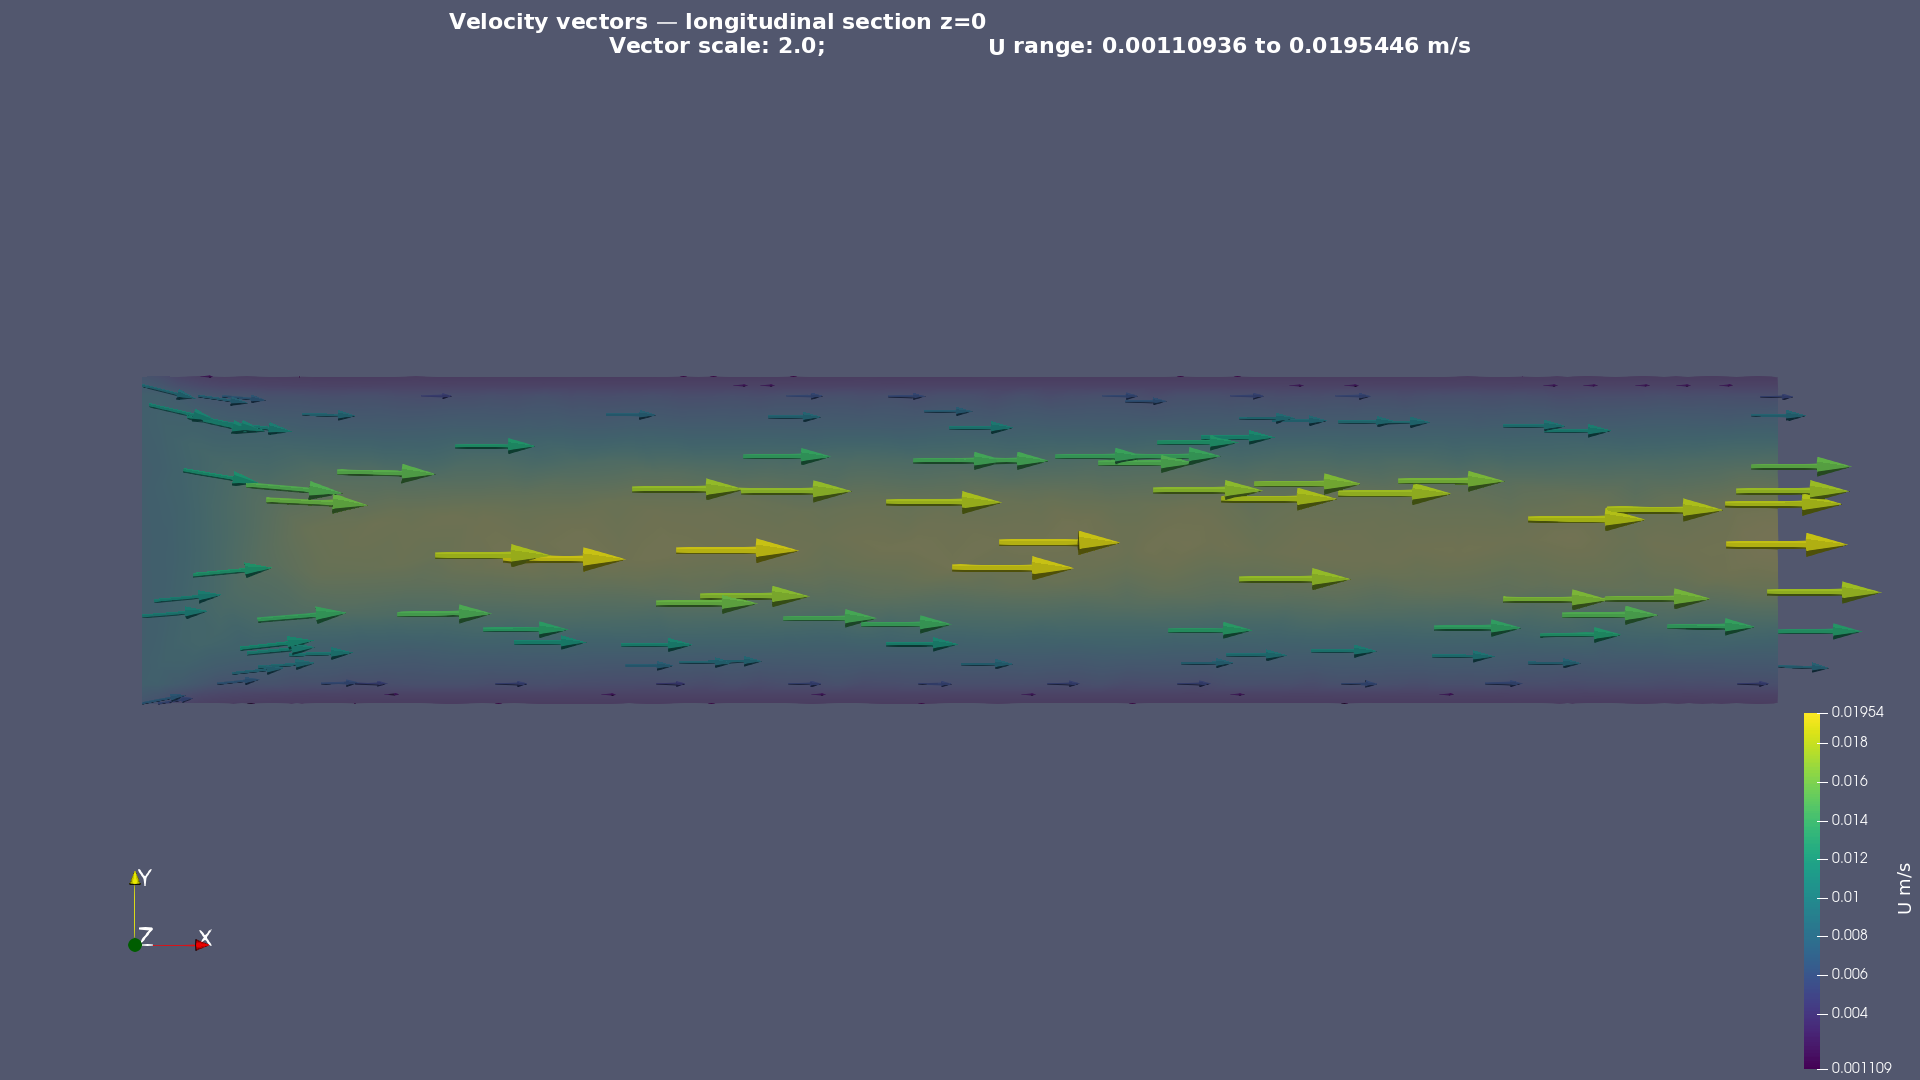 Velocity vectors — longitudinal section z=0
Vector scale: 2.0; U range: 0.00110936 to 0.0195446 m/s
0.01954
0.018
0.016
0.014
0.012
0.01
0.008
0.006
0.004
0.001109
U m/s
Y
Z
X